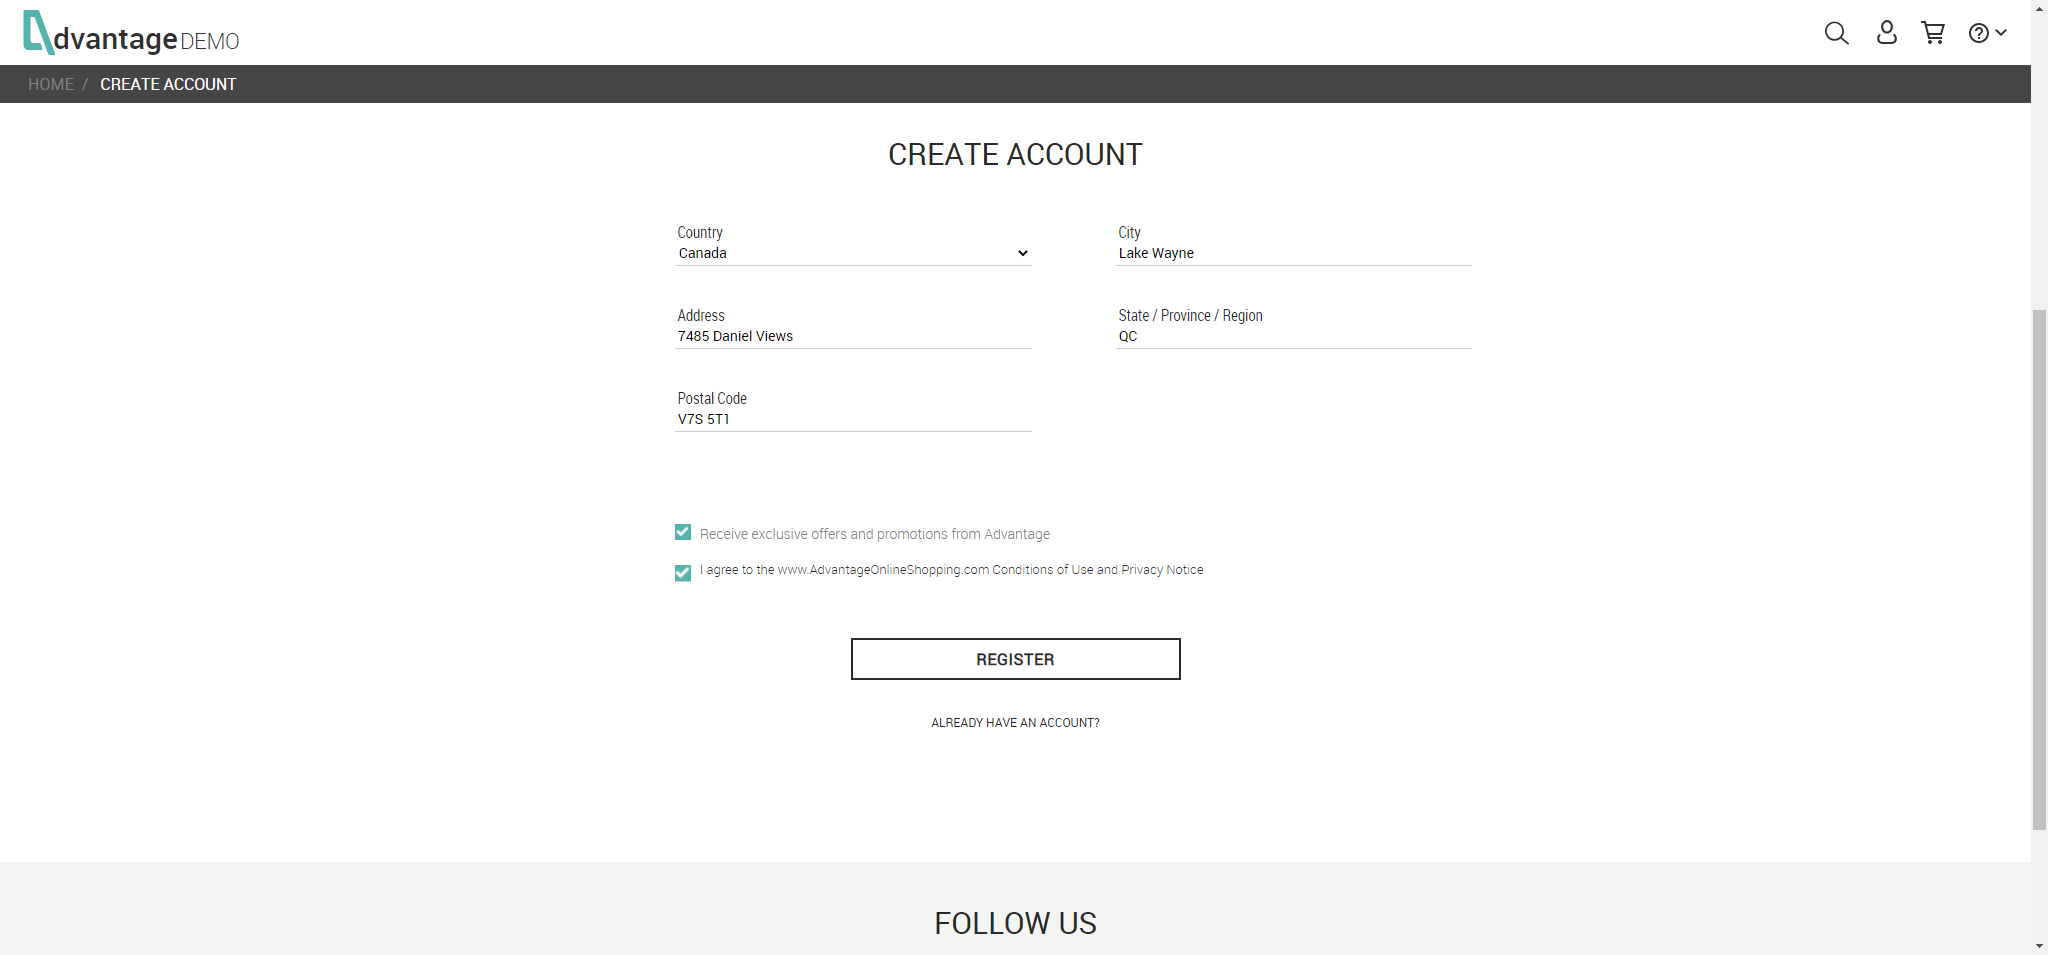 dvantage DEMO
HOME / CREATE ACCOUNT
CREATE ACCOUNT
Country
Canada
City
Lake Wayne
Address
7485 Daniel Views
State / Province / Region
QC
Postal Code
V7S 5T1
Receive exclusive offers and promotions from Advantage
I agree to the www.AdvantageOnlineShopping.com Conditions of Use and Privacy Notice
REGISTER
ALREADY HAVE AN ACCOUNT?
FOLLOW US